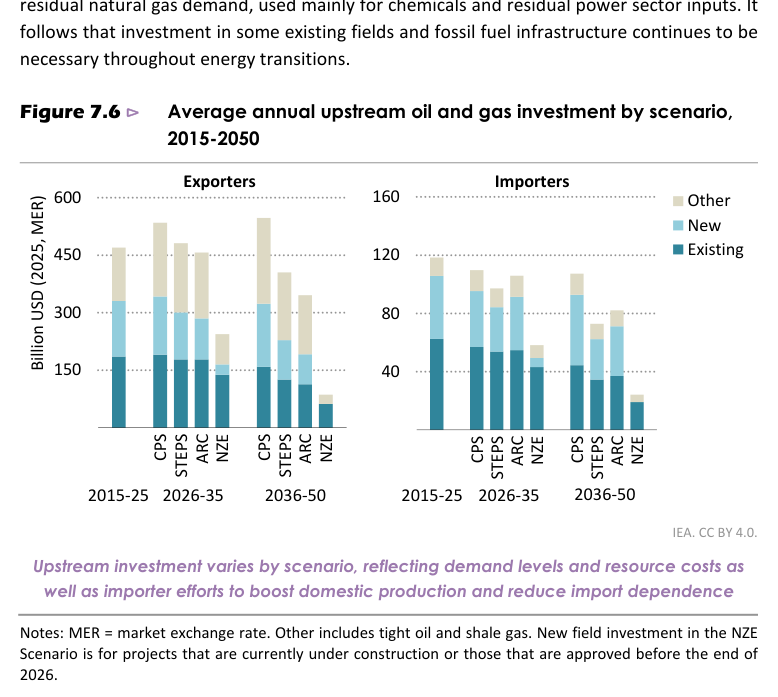 residual natural gas demand, used mainly for chemicals and residual power sector inputs. It
follows that investment in some existing fields and fossil fuel infrastructure continues to be
necessary throughout energy transitions.
Figure 7.6 ▷ Average annual upstream oil and gas investment by scenario,
2015-2050
Exporters
Billion USD (2025, MER)
600
450
300
150
CPS
STEPS
ARC
NZE
CPS
STEPS
ARC
NZE
2015-25 2026-35 2036-50
Importers
160
120
80
40
CPS
STEPS
ARC
NZE
CPS
STEPS
ARC
NZE
2015-25 2026-35 2036-50
Other
New
Existing
IEA. CC BY 4.0.
Upstream investment varies by scenario, reflecting demand levels and resource costs as
well as importer efforts to boost domestic production and reduce import dependence
Notes: MER = market exchange rate. Other includes tight oil and shale gas. New field investment in the NZE
Scenario is for projects that are currently under construction or those that are approved before the end of
2026.